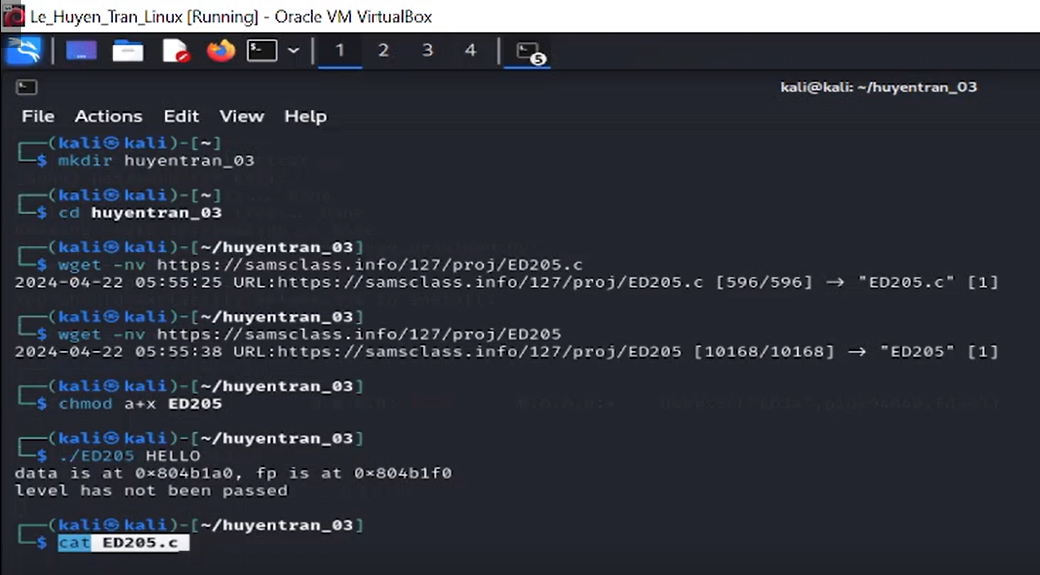 Le_Huyen_Tran_Linux [Running] - Oracle VM VirtualBox
1 2 3 4 5
kali@kali: ~/huyentran_03
File Actions Edit View Help
┌──(kali㉿kali)-[~]
└─$ mkdir huyentran_03
┌──(kali㉿kali)-[~]
└─$ cd huyentran_03
┌──(kali㉿kali)-[~/huyentran_03]
└─$ wget -nv https://samsclass.info/127/proj/ED205.c
2024-04-22 05:55:25 URL:https://samsclass.info/127/proj/ED205.c [596/596] → "ED205.c" [1]
┌──(kali㉿kali)-[~/huyentran_03]
└─$ wget -nv https://samsclass.info/127/proj/ED205
2024-04-22 05:55:38 URL:https://samsclass.info/127/proj/ED205 [10168/10168] → "ED205" [1]
┌──(kali㉿kali)-[~/huyentran_03]
└─$ chmod a+x ED205
┌──(kali㉿kali)-[~/huyentran_03]
└─$ ./ED205 HELLO
data is at 0×804b1a0, fp is at 0×804b1f0
level has not been passed
┌──(kali㉿kali)-[~/huyentran_03]
└─$ cat ED205.c